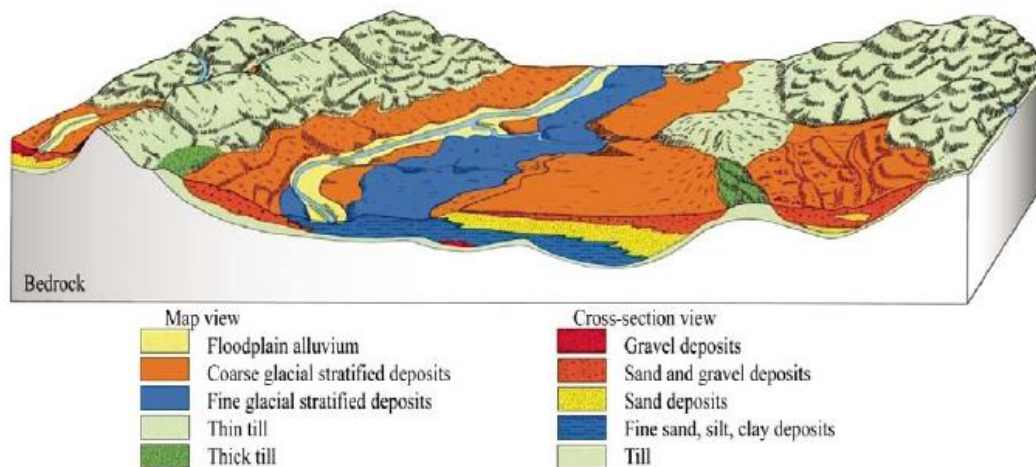 Bedrock
Map view
Floodplain alluvium
Coarse glacial stratified deposits
Fine glacial stratified deposits
Thin till
Thick till
Cross-section view
Gravel deposits
Sand and gravel deposits
Sand deposits
Fine sand, silt, clay deposits
Till